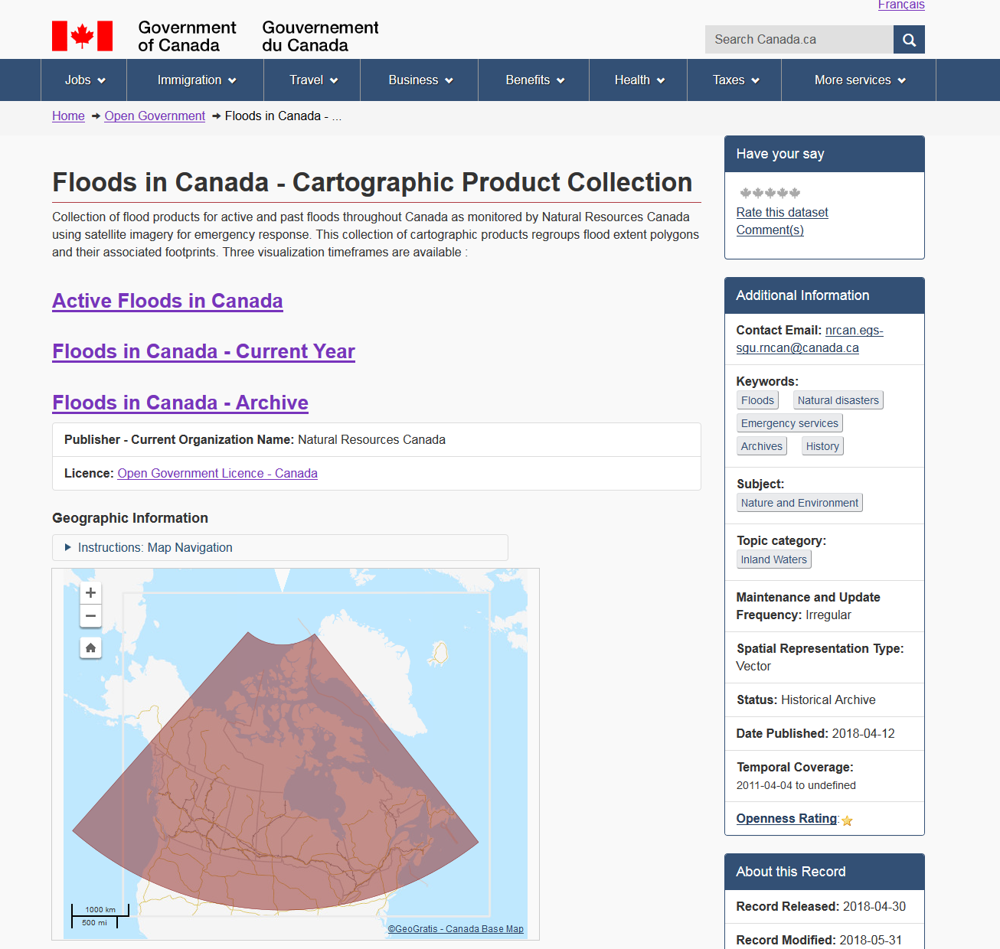 Français
Government of Canada
Gouvernement du Canada
Search Canada.ca
Jobs Immigration Travel Business Benefits Health Taxes More services
Home Open Government Floods in Canada - ...
Floods in Canada - Cartographic Product Collection
Collection of flood products for active and past floods throughout Canada as monitored by Natural Resources Canada
using satellite imagery for emergency response. This collection of cartographic products regroups flood extent polygons
and their associated footprints. Three visualization timeframes are available :
Active Floods in Canada
Floods in Canada - Current Year
Floods in Canada - Archive
Publisher - Current Organization Name: Natural Resources Canada
Licence: Open Government Licence - Canada
Geographic Information
Instructions: Map Navigation
+
−
1000 km
500 mi
©GeoGratis - Canada Base Map
Have your say
Rate this dataset
Comment(s)
Additional Information
Contact Email: nrcan.egs-
sgu.rncan@canada.ca
Keywords:
Floods Natural disasters
Emergency services
Archives History
Subject:
Nature and Environment
Topic category:
Inland Waters
Maintenance and Update
Frequency: Irregular
Spatial Representation Type:
Vector
Status: Historical Archive
Date Published: 2018-04-12
Temporal Coverage:
2011-04-04 to undefined
Openness Rating:
About this Record
Record Released: 2018-04-30
Record Modified: 2018-05-31